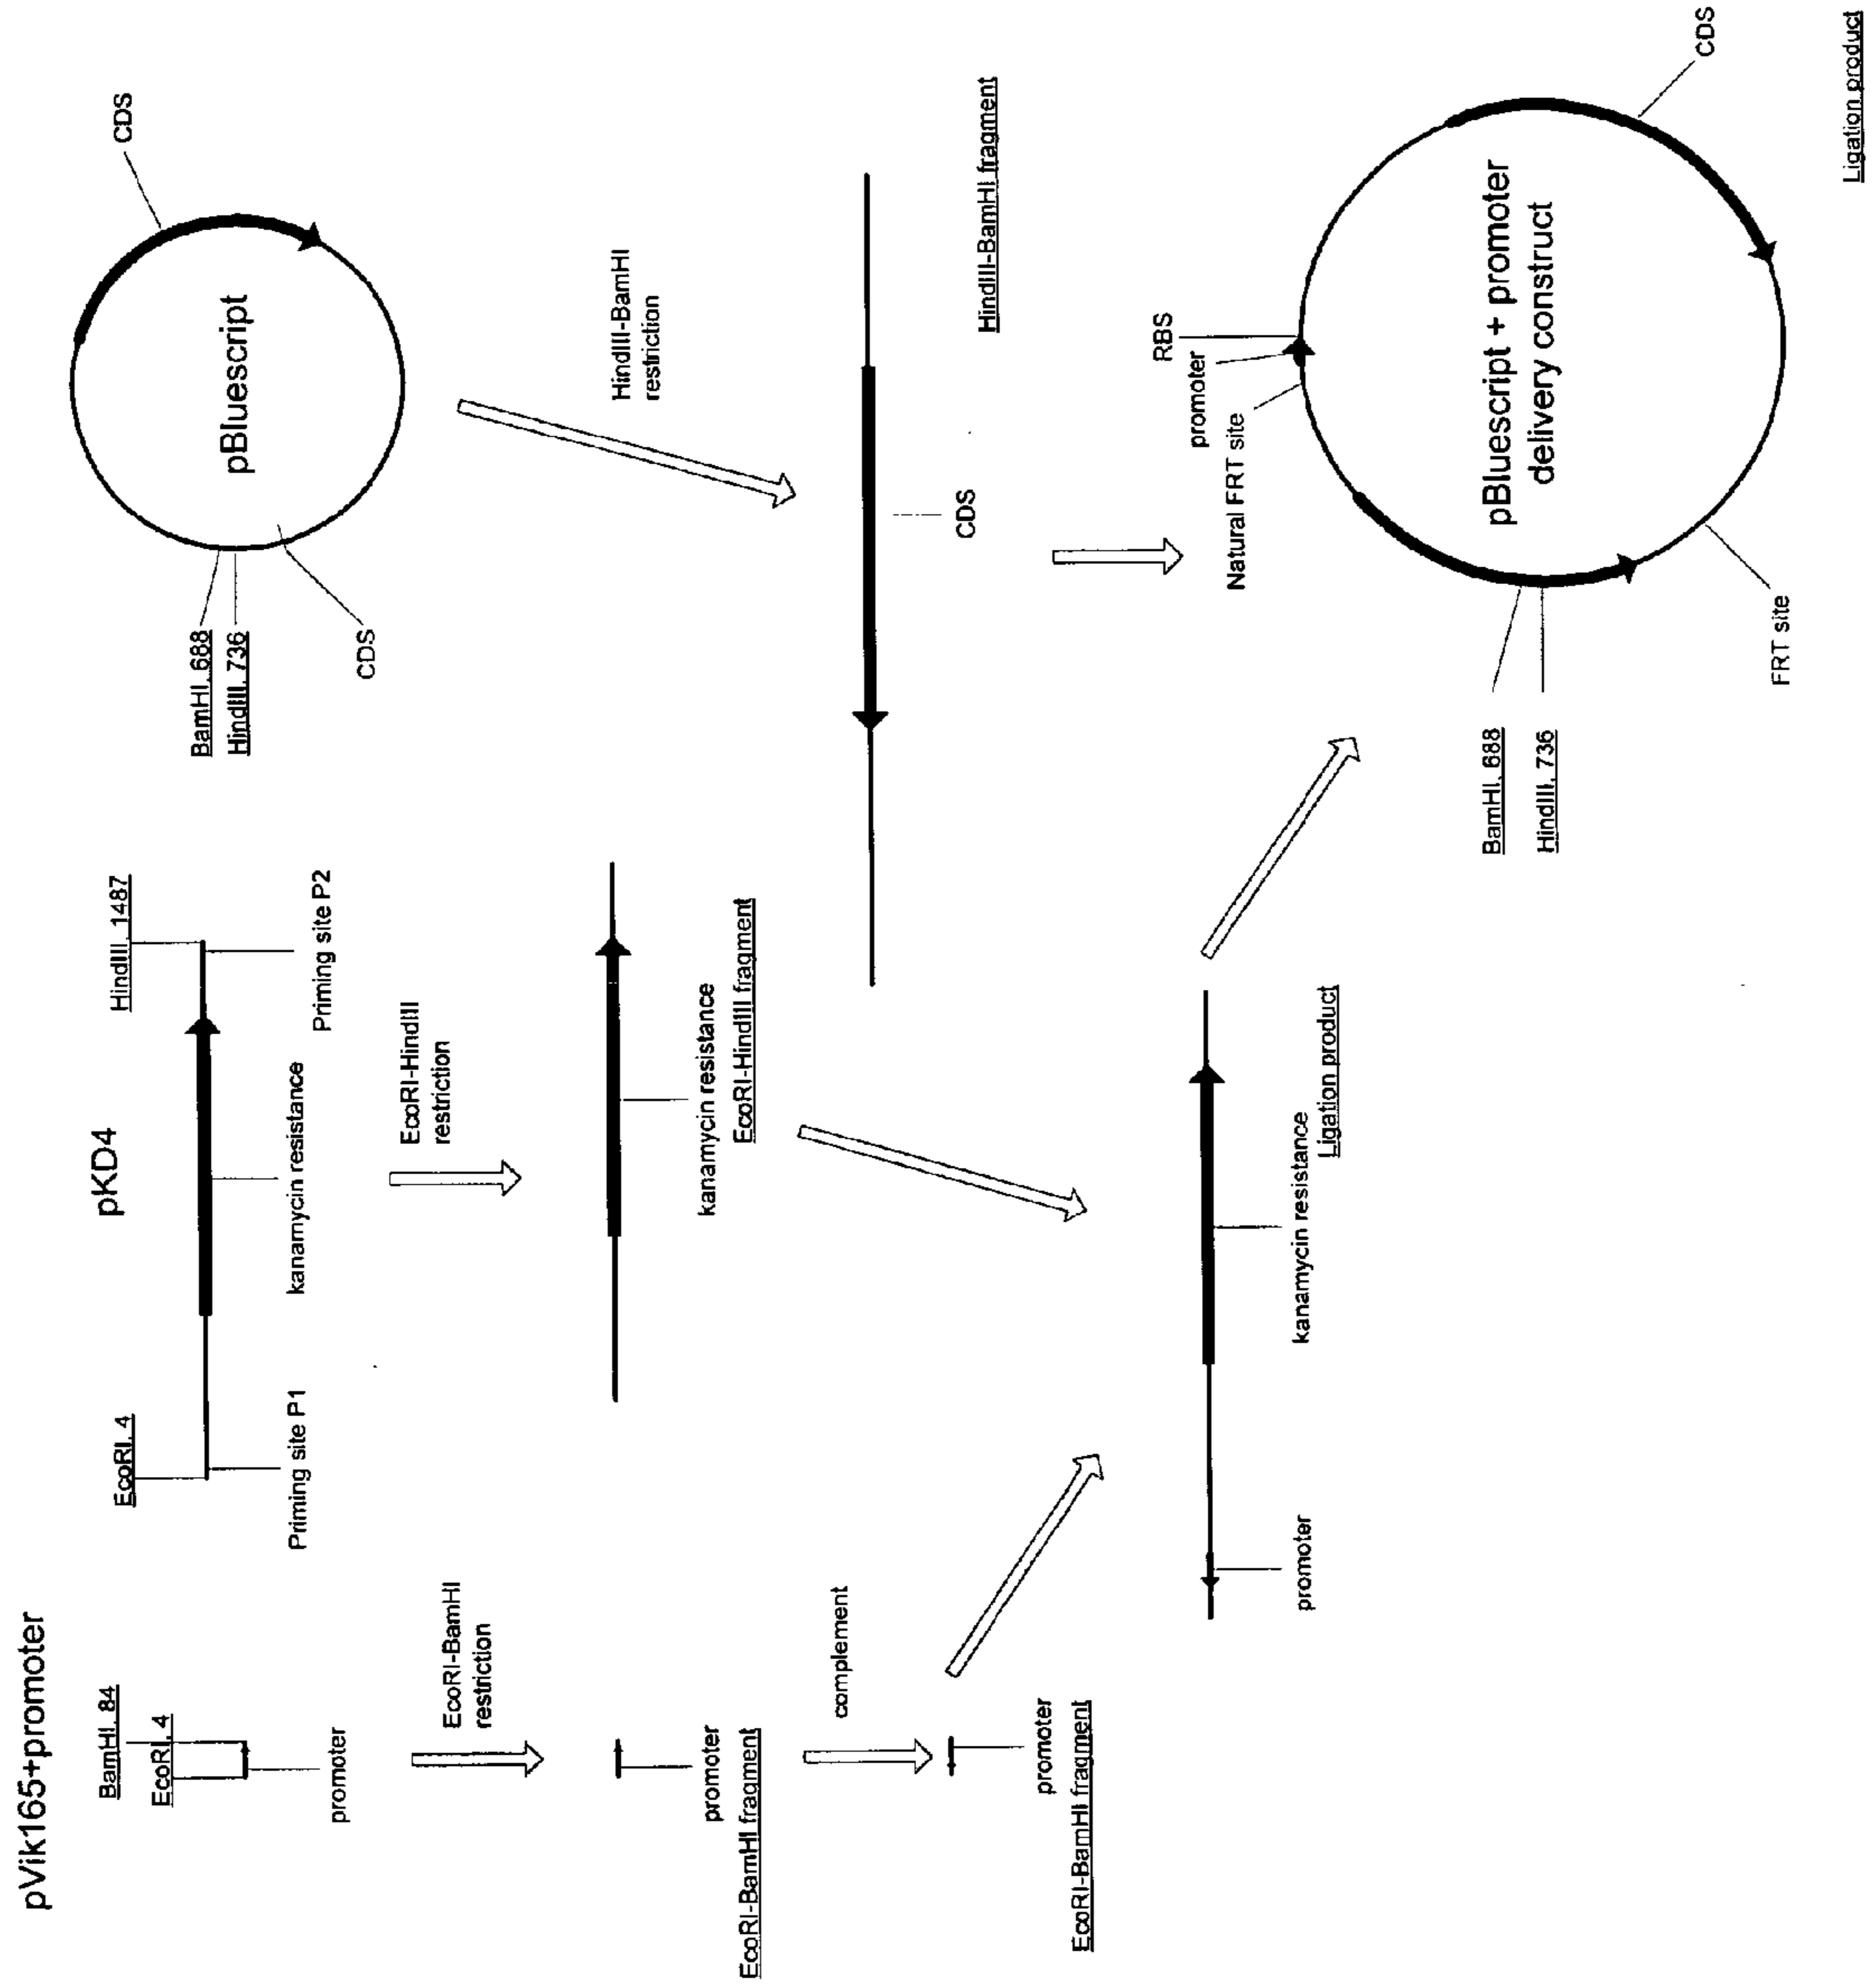 pVik165+promoter
BamHI, 84
EcoRI, 4
promoter
EcoRI-BamHI
restriction
promoter
EcoRI-BamHI fragment
complement
promoter
EcoRI-BamHI fragment
pKD4
EcoRI, 4
HindIII, 1487
Priming site P1
kanamycin resistance
Priming site P2
EcoRI-HindIII
restriction
kanamycin resistance
EcoRI-HindIII fragment
promoter
kanamycin resistance
Ligation product
CDS
pBluescript
BamHI, 688
HindIII, 736
CDS
HindIII-BamHI
restriction
CDS
HindIII-BamHI fragment
RBS
promoter
Natural FRT site
pBluescript + promoter
delivery construct
CDS
BamHI, 688
HindIII, 736
FRT site
Ligation product